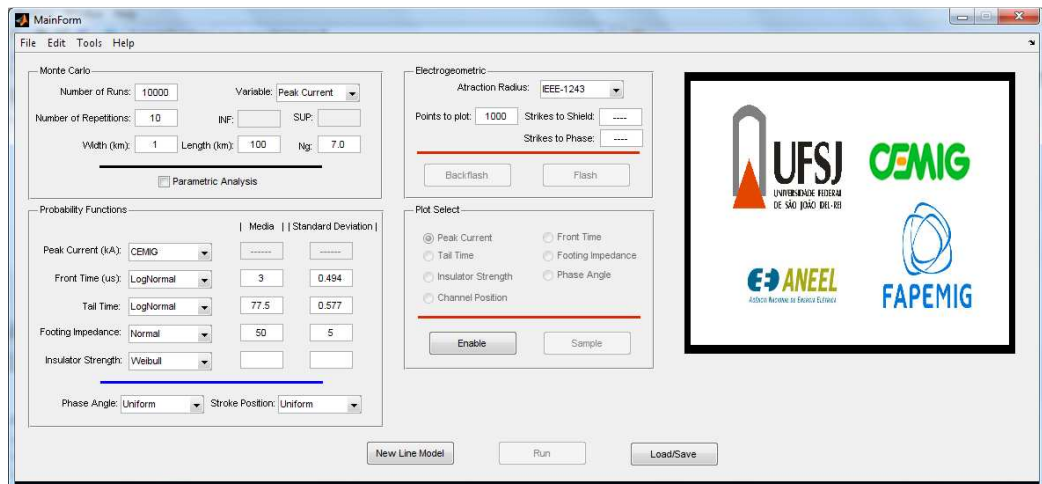 MainForm
File Edit Tools Help
Monte Carlo
Number of Runs: 10000 Variable: Peak Current
Number of Repetitions: 10 INF: SUP:
Width (km): 1 Length (km): 100 Ng: 7.0
Parametric Analysis
Probability Functions
| Media | | Standard Deviation |
Peak Current (kA): CEMIG ------ ------
Front Time (us): LogNormal 3 0.494
Tail Time: LogNormal 77.5 0.577
Footing Impedance: Normal 50 5
Insulator Strength: Weibull
Phase Angle: Uniform Stroke Position: Uniform
Electrogeometric
Atraction Radius: IEEE-1243
Points to plot: 1000 Strikes to Shield: ----
Strikes to Phase: ----
Backflash Flash
Plot Select
Peak Current Front Time
Tail Time Footing Impedance
Insulator Strength Phase Angle
Channel Position
Enable Sample
UFSJ
UNIVERSIDADE FEDERAL
DE SÃO JOÃO DEL-REI
CEMIG
ANEEL
AGÊNCIA NACIONAL DE ENERGIA ELÉTRICA
FAPEMIG
New Line Model Run Load/Save